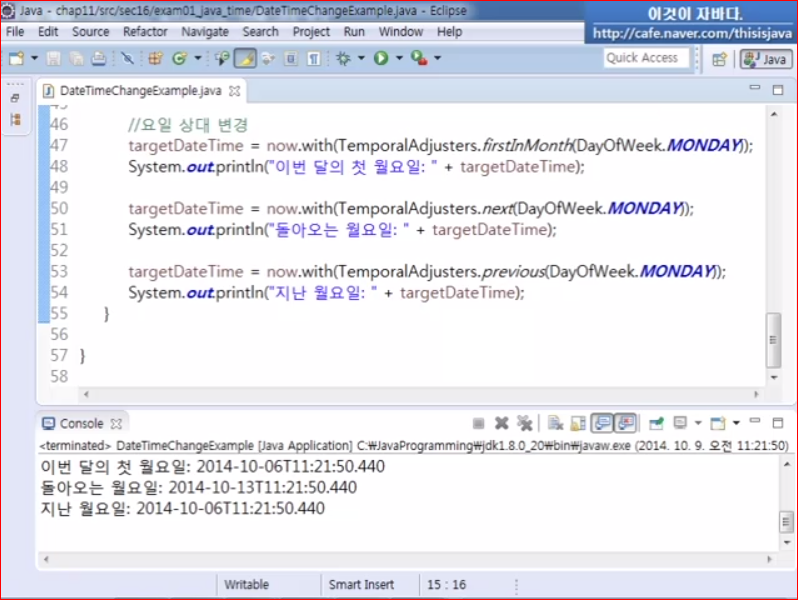 Java - chap11/src/sec16/exam01_java_time/DateTimeChangeExample.java - Eclipse
이것이 자바다.
http://cafe.naver.com/thisisjava
File Edit Source Refactor Navigate Search Project Run Window Help
Quick Access
Java
DateTimeChangeExample.java
45
46 //요일 상대 변경
47 targetDateTime = now.with(TemporalAdjusters.firstInMonth(DayOfWeek.MONDAY));
48 System.out.println("이번 달의 첫 월요일: " + targetDateTime);
49
50 targetDateTime = now.with(TemporalAdjusters.next(DayOfWeek.MONDAY));
51 System.out.println("돌아오는 월요일: " + targetDateTime);
52
53 targetDateTime = now.with(TemporalAdjusters.previous(DayOfWeek.MONDAY));
54 System.out.println("지난 월요일: " + targetDateTime);
55 }
56
57 }
58
Console
<terminated> DateTimeChangeExample [Java Application] C:₩JavaProgramming₩jdk1.8.0_20₩bin₩javaw.exe (2014. 10. 9. 오전 11:21:50)
이번 달의 첫 월요일: 2014-10-06T11:21:50.440
돌아오는 월요일: 2014-10-13T11:21:50.440
지난 월요일: 2014-10-06T11:21:50.440
Writable Smart Insert 15 : 16